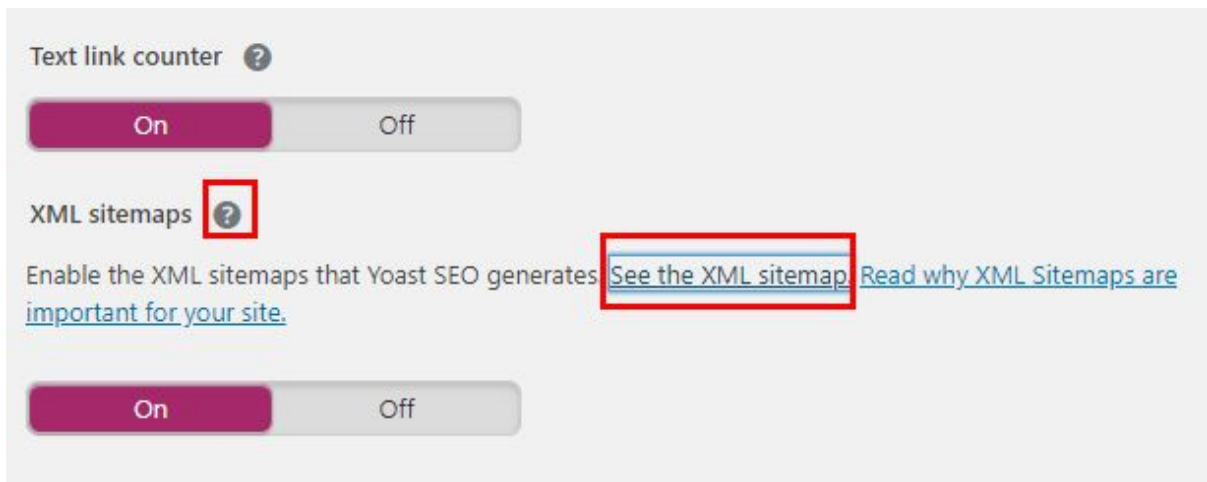 Text link counter ?
On Off
XML sitemaps ?
Enable the XML sitemaps that Yoast SEO generates. See the XML sitemap. Read why XML Sitemaps are
important for your site.
On Off